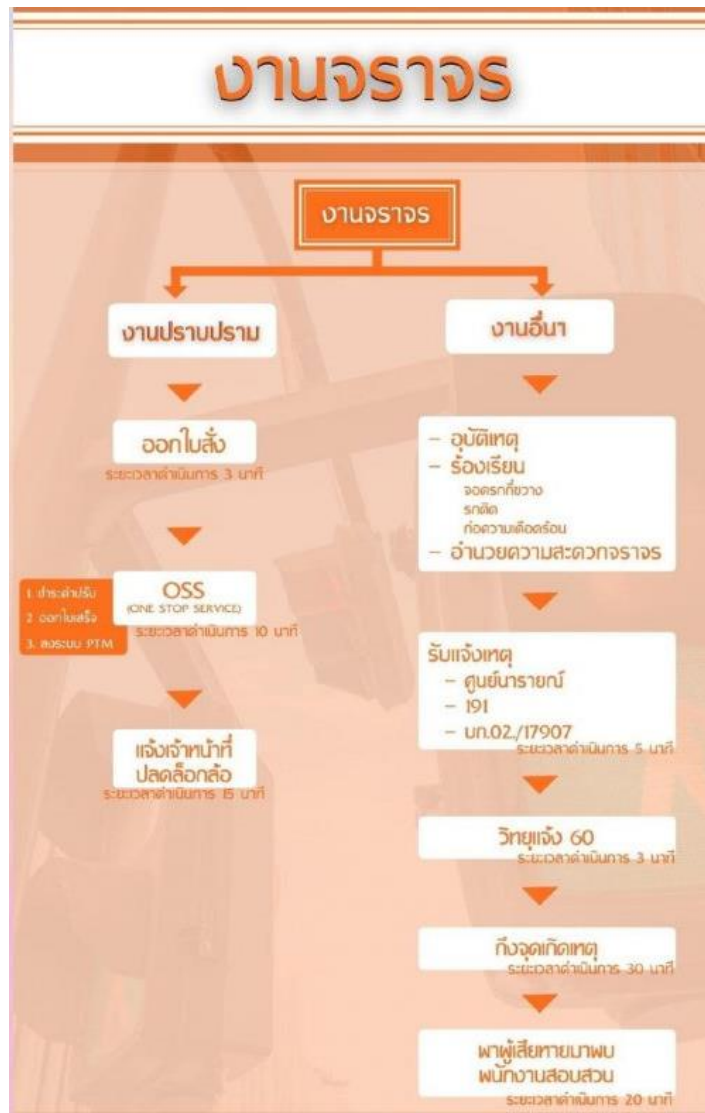 งานจราจร
งานจราจร
งานปราบปราม
ออกใบสั่ง
ระยะเวลาดำเนินการ 3 นาที
1. ชำระค่าปรับ
2 ออกใบเสร็จ
3. ลงระบบ PTM
OSS
(ONE STOP SERVICE)
ระยะเวลาดำเนินการ 10 นาที
แจ้งเจ้าหน้าที่
ปลดล็อกล้อ
ระยะเวลาดำเนินการ 15 นาที
งานอื่นๆ
- อุบัติเหตุ
- ร้องเรียน
จอดรถกีดขวาง
รถติด
ก่อความเดือดร้อน
- อำนวยความสะดวกจราจร
รับแจ้งเหตุ
- ศูนย์นารายณ์
- 191
- บก.02./17907
ระยะเวลาดำเนินการ 5 นาที
วิทยุแจ้ง 60
ระยะเวลาดำเนินการ 3 นาที
ถึงจุดเกิดเหตุ
ระยะเวลาดำเนินการ 30 นาที
พาผู้เสียหายมาพบ
พนักงานสอบสวน
ระยะเวลาดำเนินการ 20 นาที